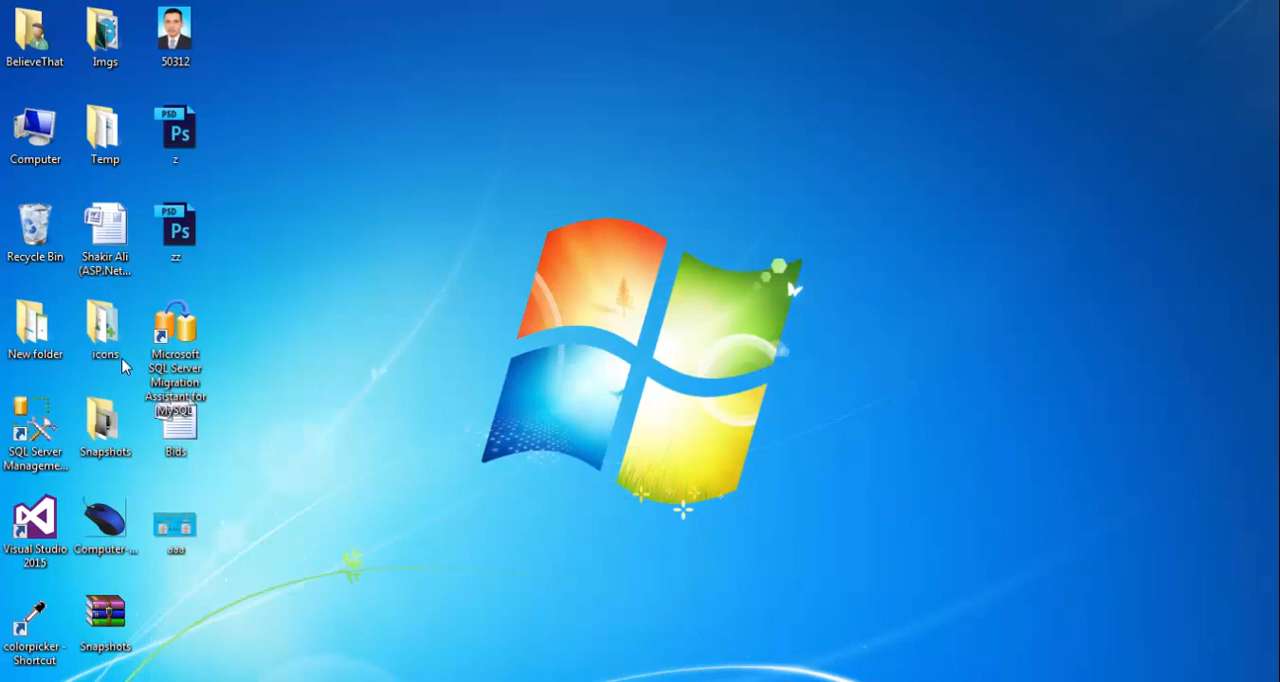 BelieveThat
Imgs
50312
PSD
Ps
Computer
Temp
z
PSD
Ps
Recycle Bin
Shakir Ali
(ASP.Net...
zz
New folder
icons
Microsoft
SQL Server
Migration
Assistant for
MySQL
SQL Server
Manageme...
Snapshots
Bids
Visual Studio
2015
Computer-...
aaa
colorpicker -
Shortcut
Snapshots